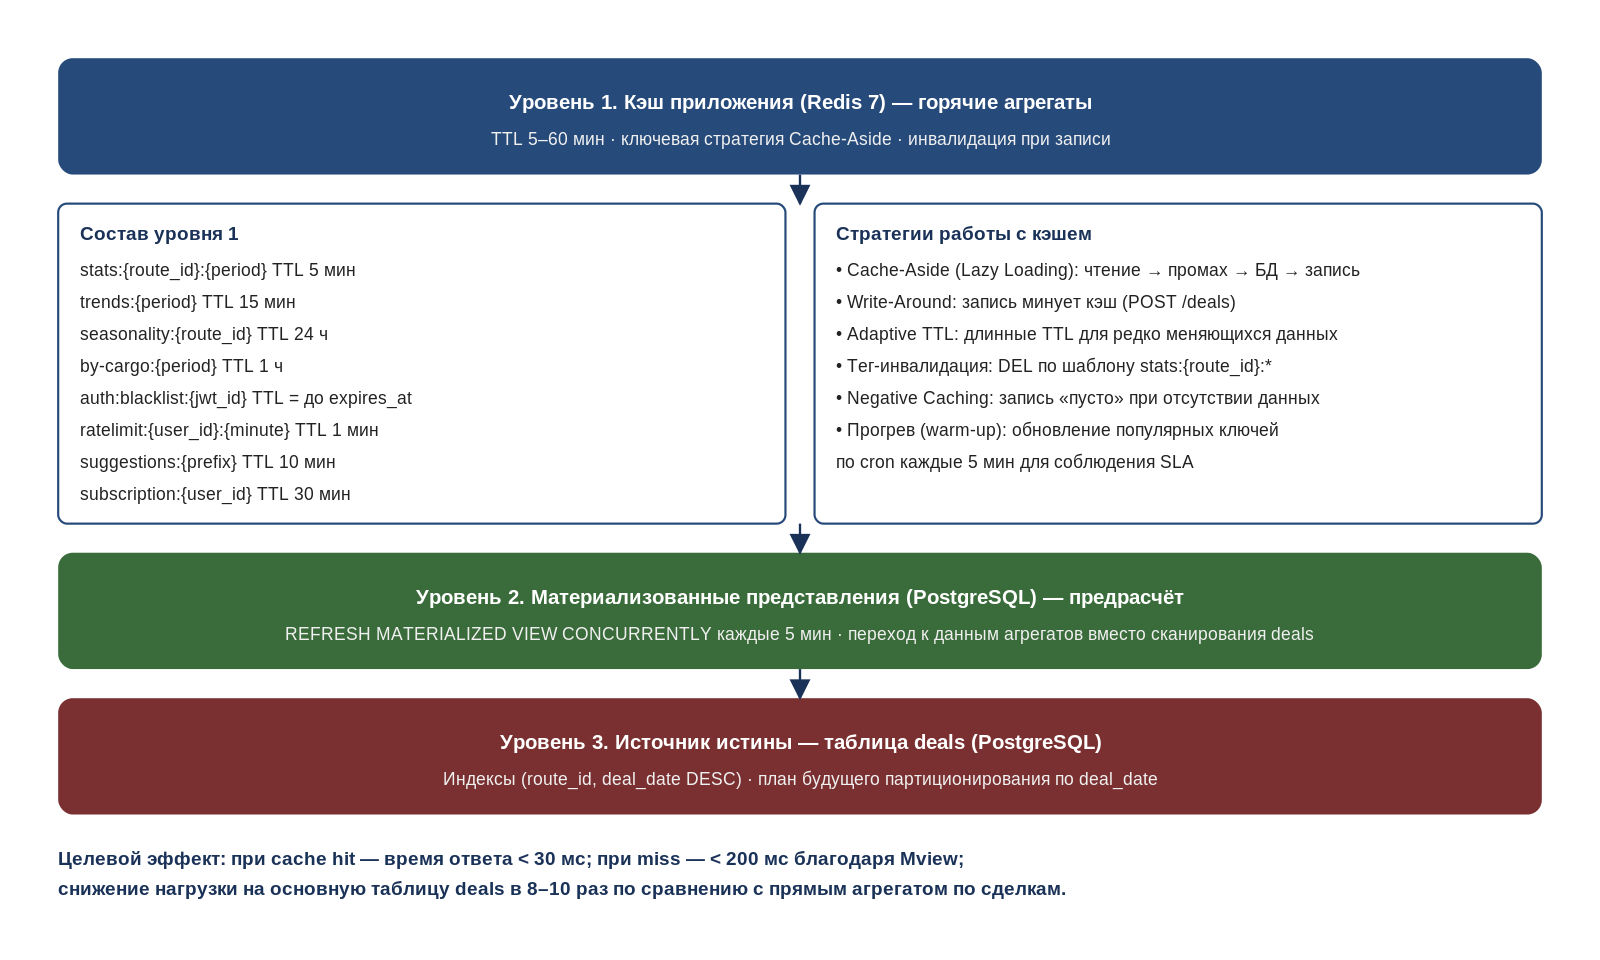 Уровень 1. Кэш приложения (Redis 7) — горячие агрегаты
TTL 5–60 мин · ключевая стратегия Cache-Aside · инвалидация при записи
Состав уровня 1
stats:{route_id}:{period} TTL 5 мин
trends:{period} TTL 15 мин
seasonality:{route_id} TTL 24 ч
by-cargo:{period} TTL 1 ч
auth:blacklist:{jwt_id} TTL = до expires_at
ratelimit:{user_id}:{minute} TTL 1 мин
suggestions:{prefix} TTL 10 мин
subscription:{user_id} TTL 30 мин
Стратегии работы с кэшем
• Cache-Aside (Lazy Loading): чтение → промах → БД → запись
• Write-Around: запись минует кэш (POST /deals)
• Adaptive TTL: длинные TTL для редко меняющихся данных
• Тег-инвалидация: DEL по шаблону stats:{route_id}:*
• Negative Caching: запись «пусто» при отсутствии данных
• Прогрев (warm-up): обновление популярных ключей
по cron каждые 5 мин для соблюдения SLA
Уровень 2. Материализованные представления (PostgreSQL) — предрасчёт
REFRESH MATERIALIZED VIEW CONCURRENTLY каждые 5 мин · переход к данным агрегатов вместо сканирования deals
Уровень 3. Источник истины — таблица deals (PostgreSQL)
Индексы (route_id, deal_date DESC) · план будущего партиционирования по deal_date
Целевой эффект: при cache hit — время ответа < 30 мс; при miss — < 200 мс благодаря Mview;
снижение нагрузки на основную таблицу deals в 8–10 раз по сравнению с прямым агрегатом по сделкам.